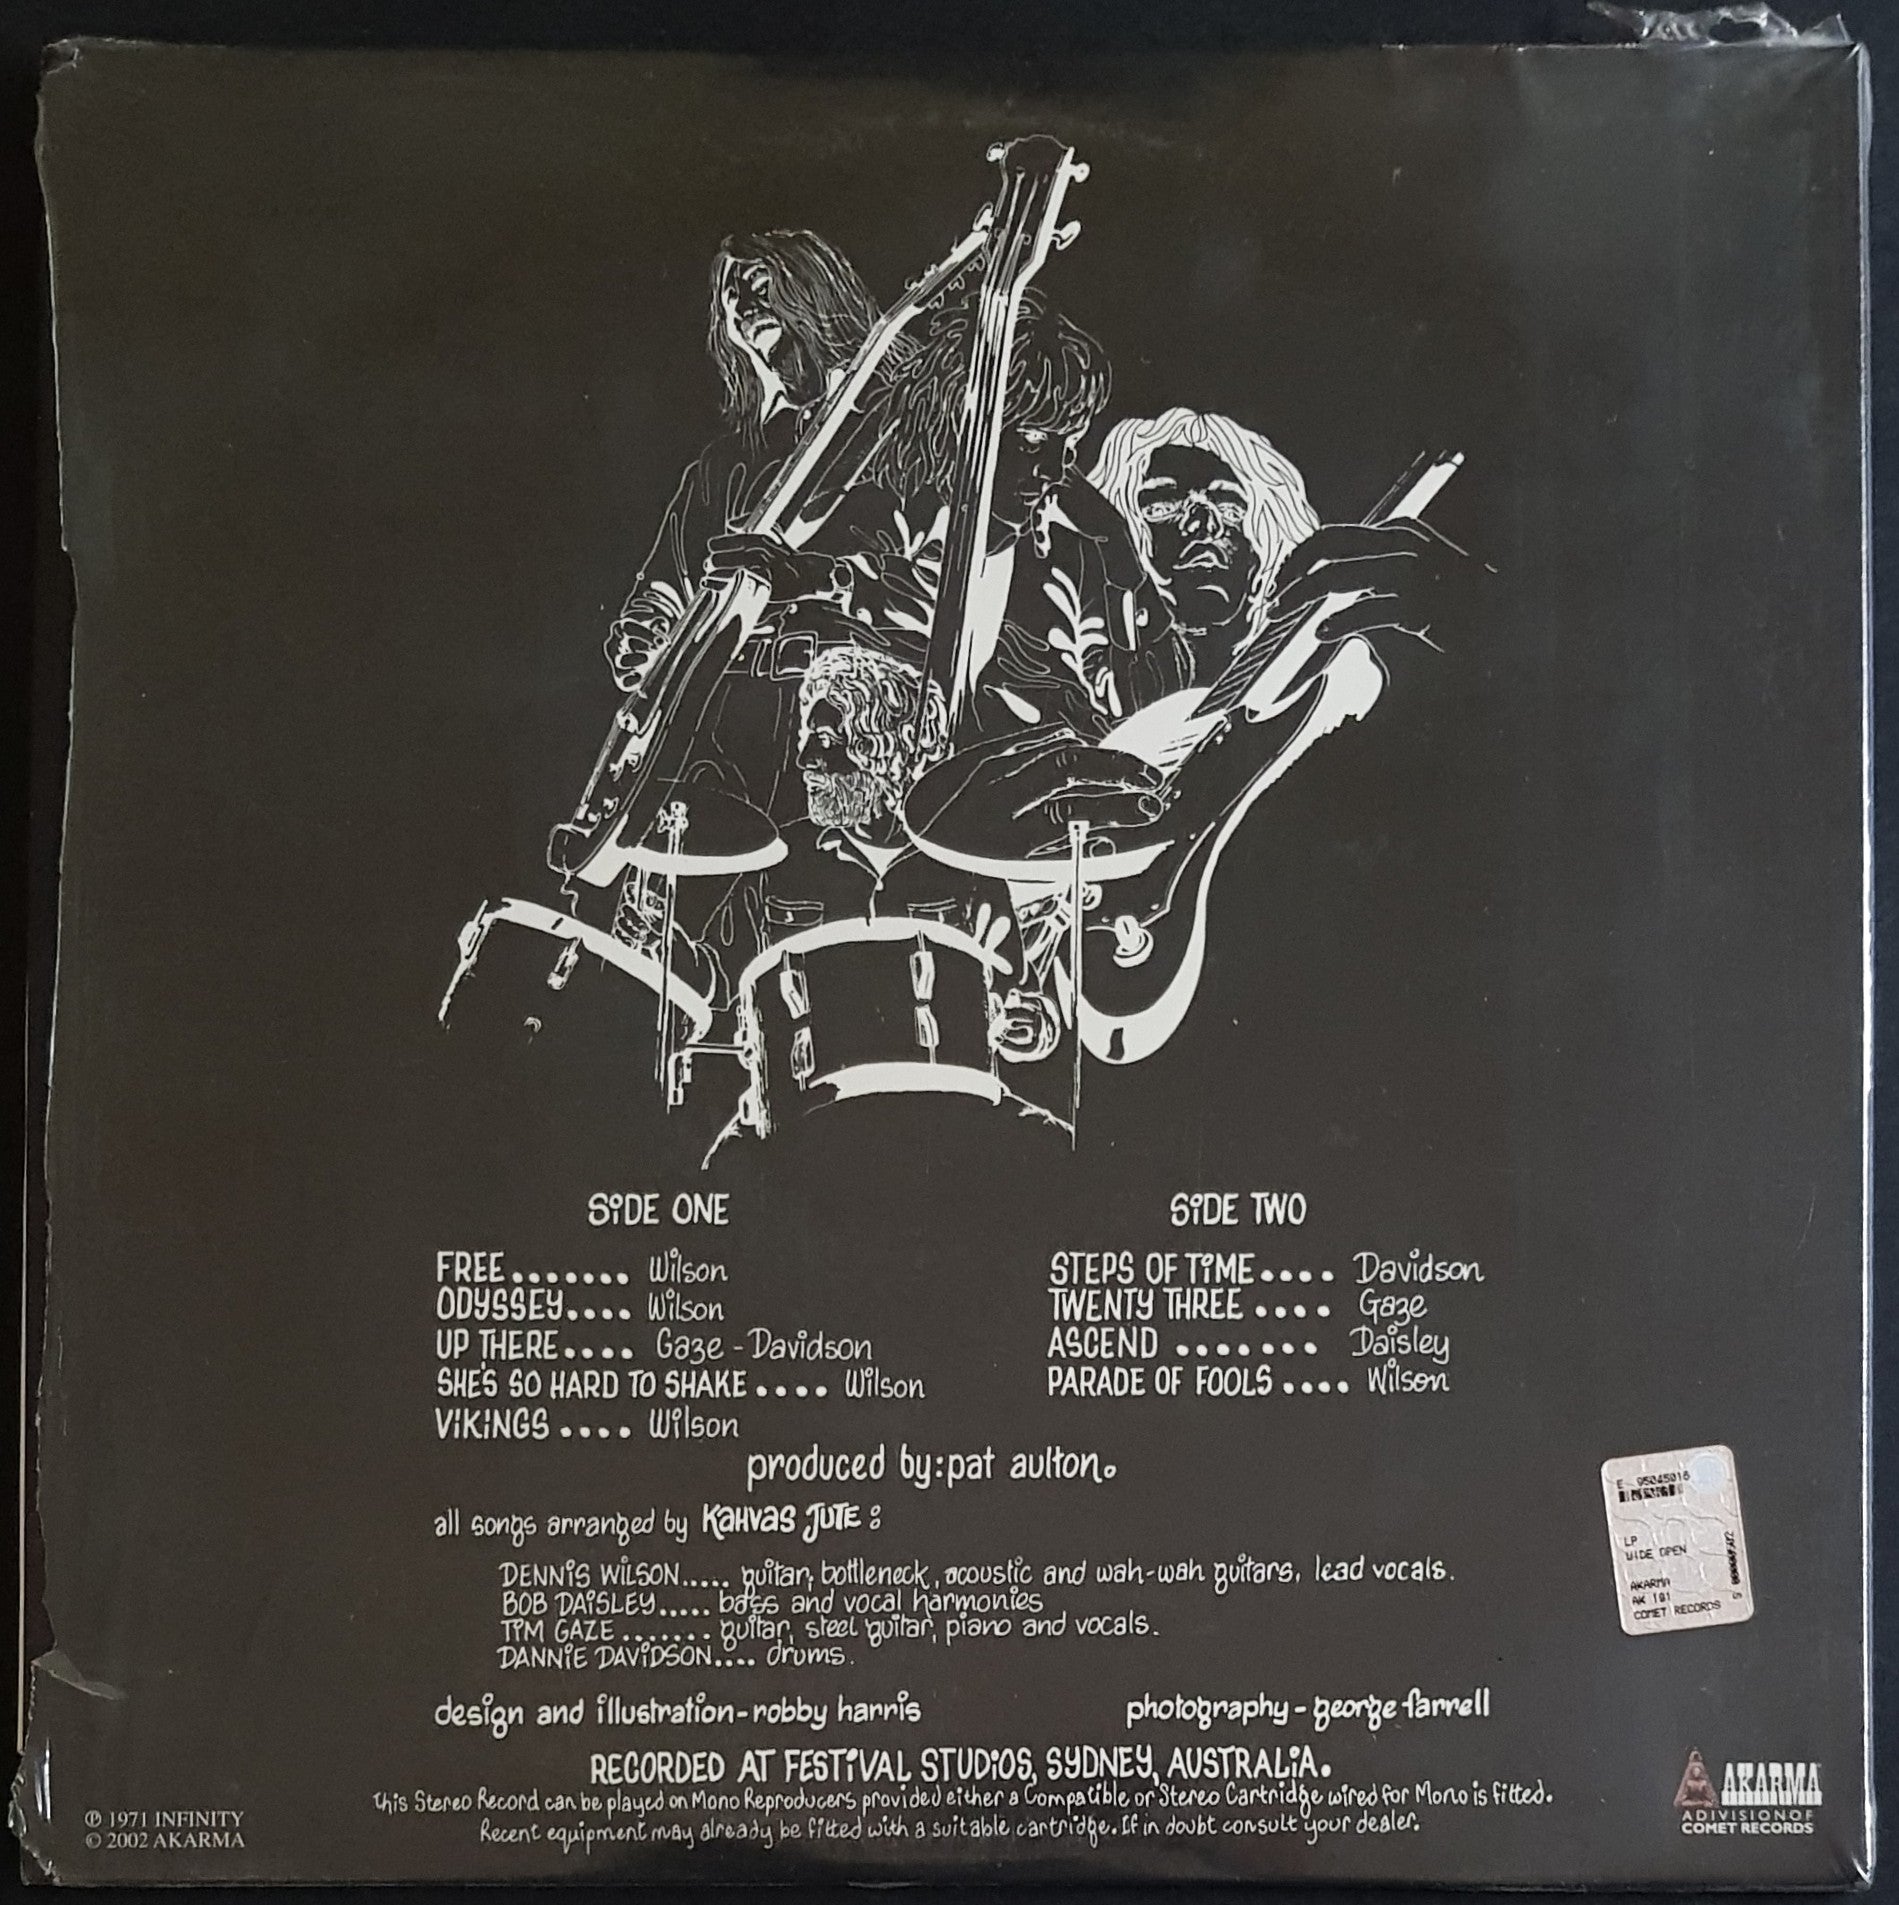 SIDE ONE
FREE....... Wilson
ODYSSEY.... Wilson
UP THERE.... Gaze - Davidson
SHE'S SO HARD TO SHAKE.... Wilson
VIKINGS.... Wilson
SIDE TWO
STEPS OF TIME.... Davidson
TWENTY THREE.... Gaze
ASCEND....... Daisley
PARADE OF FOOLS.... Wilson
produced by: pat aulton.
all songs arranged by KAHVAS JUTE:
DENNIS WILSON..... guitar, bottleneck, acoustic and wah-wah guitars, lead vocals.
BOB DAISLEY..... bass and vocal harmonies
TIM GAZE....... guitar, steel guitar, piano and vocals.
DANNIE DAVIDSON.... drums.
design and illustration - robby harris
photography - george farrell
RECORDED AT FESTIVAL STUDIOS, SYDNEY, AUSTRALIA.
This Stereo Record can be played on Mono Reproducers provided either a Compatible or Stereo Cartridge wired for Mono is fitted.
Recent equipment may already be fitted with a suitable cartridge. If in doubt consult your dealer.
℗ 1971 INFINITY
© 2002 AKARMA
E 95045016
LP
WIDE OPEN
AKARMA
AK 191
COMET RECORDS
AKARMA
A DIVISION OF
COMET RECORDS